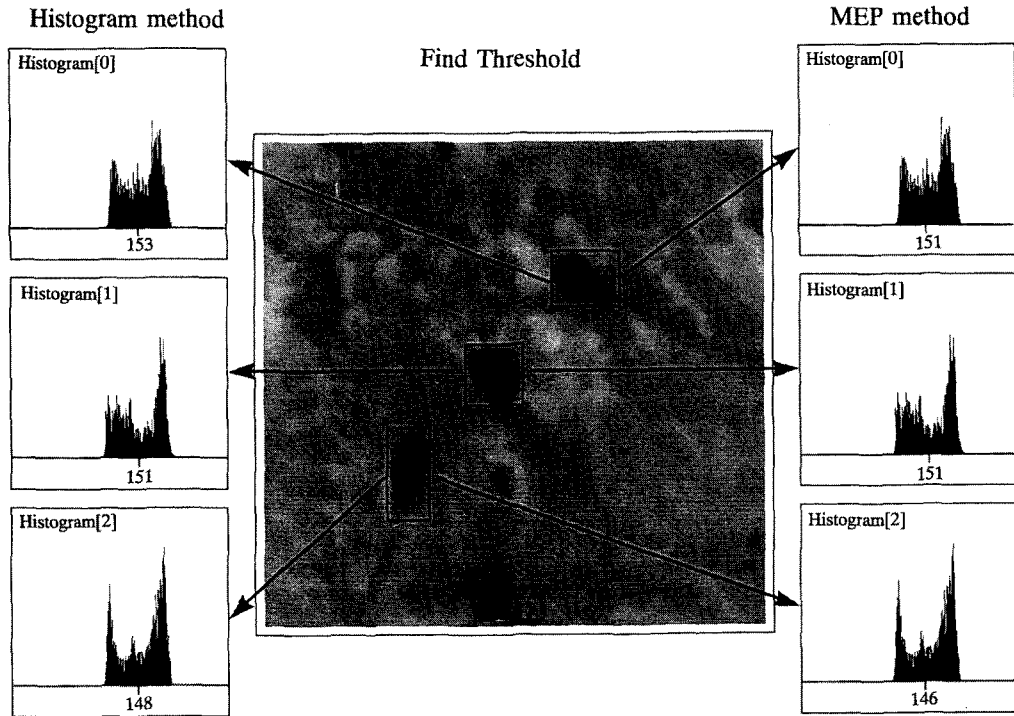 Histogram method
MEP method
Find Threshold
Histogram[0]
153
Histogram[1]
151
Histogram[2]
148
Histogram[0]
151
Histogram[1]
151
Histogram[2]
146